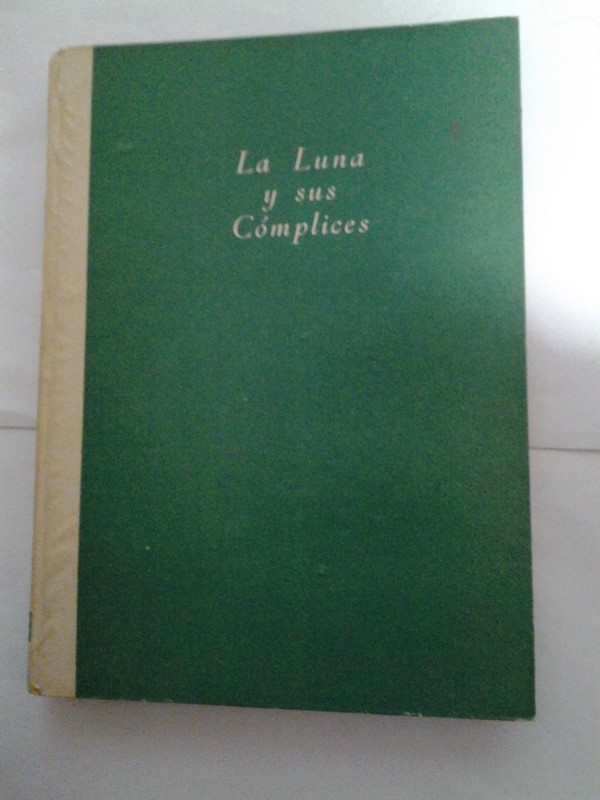 La Luna
y sus
Cómplices